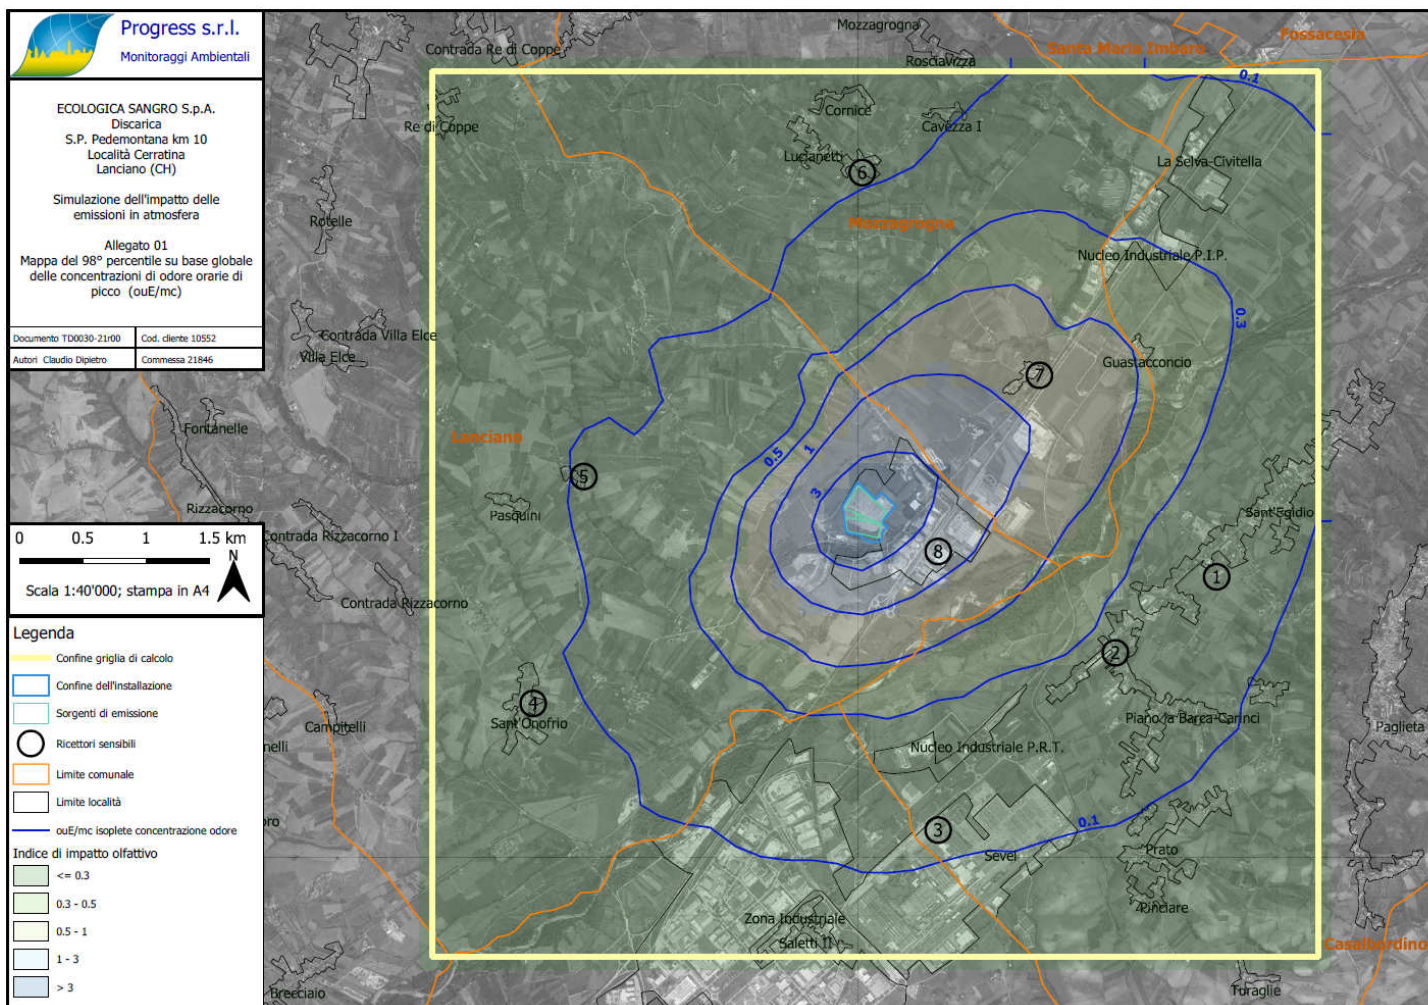 Progress s.r.l.
Monitoraggi Ambientali
ECOLOGICA SANGRO S.p.A.
Discarica
S.P. Pedemontana km 10
Località Cerratina
Lanciano (CH)
Simulazione dell'impatto delle
emissioni in atmosfera
Allegato 01
Mappa del 98° percentile su base globale
delle concentrazioni di odore orarie di
picco (ouE/mc)
Documento TD0030-21r00
Cod. cliente 10552
Autori Claudio Dipietro
Commessa 21846
0 0.5 1 1.5 km
N
Scala 1:40'000; stampa in A4
Legenda
Confine griglia di calcolo
Confine dell'installazione
Sorgenti di emissione
Ricettori sensibili
Limite comunale
Limite località
ouE/mc isoplete concentrazione odore
Indice di impatto olfattivo
<= 0.3
0.3 - 0.5
0.5 - 1
1 - 3
> 3
Mozzagrogna
Fossacesia
Contrada Re di Coppe
Santa Maria Imbaro
Rosciavizza
0.1
Cornice
Re di Coppe
Cavezza I
Lucianetti
La Selva-Civitella
6
Rotelle
Mozzagrogna
Nucleo Industriale P.I.P.
0.3
Contrada Villa Elce
Villa Elce
Guastacconcio
7
Fontanelle
Lanciano
0.5
1
5
3
Rizzacorno
Pasquini
Sant'Egidio
Contrada Rizzacorno I
8
1
Contrada Rizzacorno
2
4
Sant'Onofrio
Piano la Barca-Carinci
Campitelli
Paglieta
nelli
Nucleo Industriale P.R.T.
oro
3
0.1
Sevel
Prato
Pinciare
Zona Industriale
Saletti II
Casalbordino
Brecciaio
Turaglie